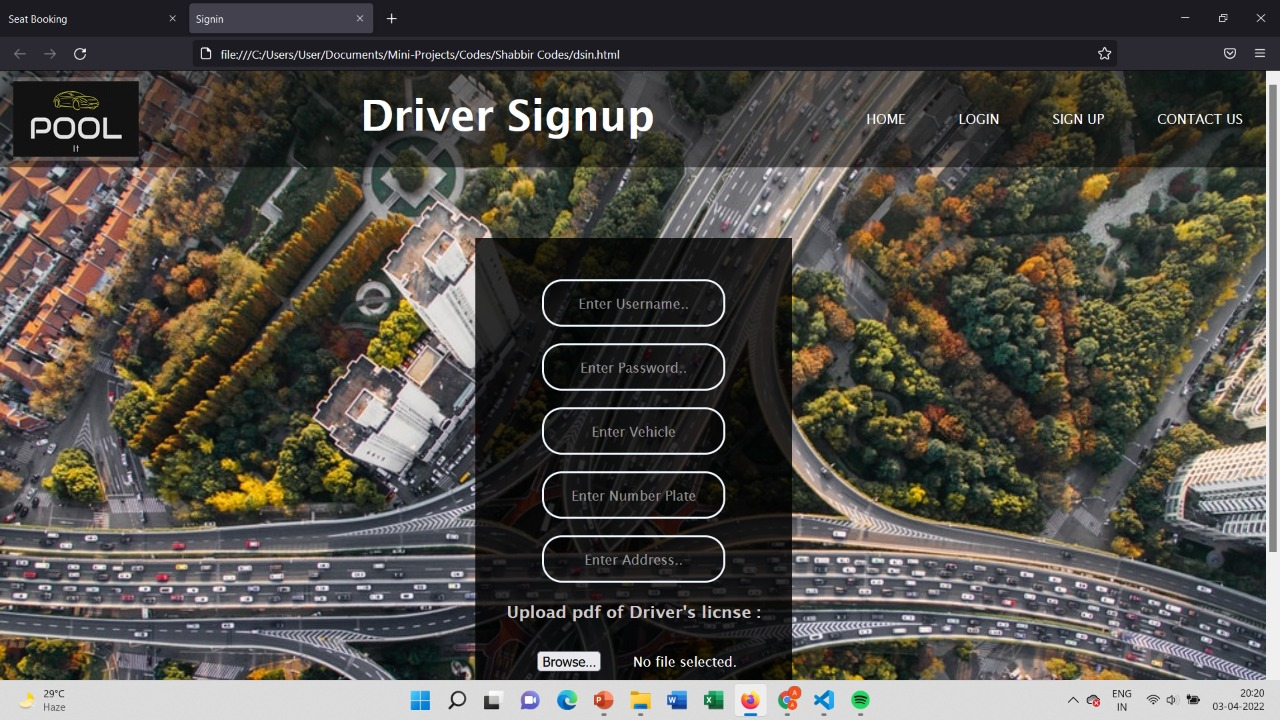 Seat Booking
Signin
file:///C:/Users/User/Documents/Mini-Projects/Codes/Shabbir Codes/dsin.html
POOL
It
Driver Signup
HOME
LOGIN
SIGN UP
CONTACT US
Enter Username..
Enter Password..
Enter Vehicle
Enter Number Plate
Enter Address..
Upload pdf of Driver's licnse :
Browse...
No file selected.
29°C
Haze
ENG
IN
20:20
03-04-2022